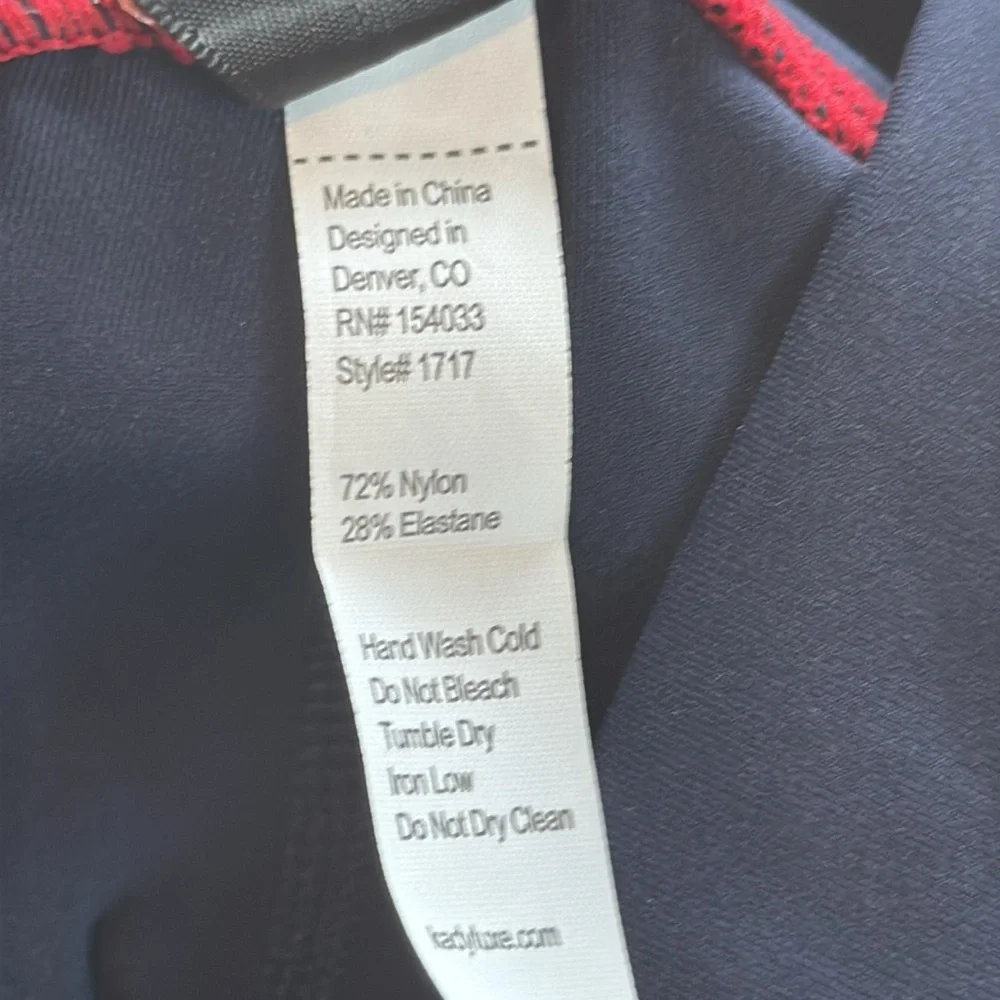 Made in China
Designed in
Denver, CO
RN# 154033
Style# 1717
72% Nylon
28% Elastane
Hand Wash Cold
Do Not Bleach
Tumble Dry
Iron Low
Do Not Dry Clean